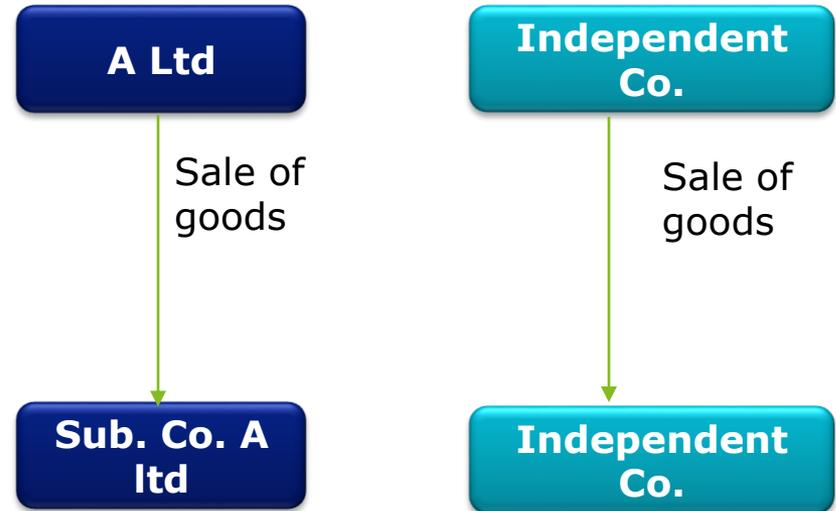 A Ltd
Independent
Co.
Sale of
goods
Sale of
goods
Sub. Co. A
ltd
Independent
Co.